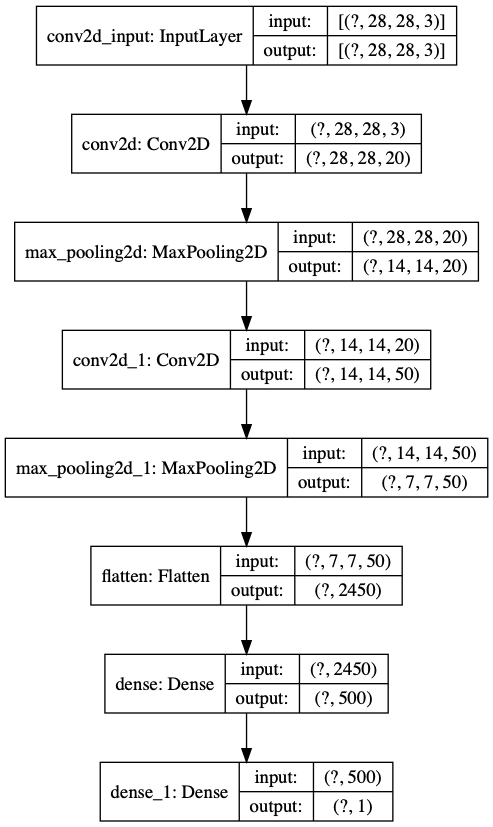 conv2d_input: InputLayer
input:
[(?, 28, 28, 3)]
output:
[(?, 28, 28, 3)]
conv2d: Conv2D
input:
(?, 28, 28, 3)
output:
(?, 28, 28, 20)
max_pooling2d: MaxPooling2D
input:
(?, 28, 28, 20)
output:
(?, 14, 14, 20)
conv2d_1: Conv2D
input:
(?, 14, 14, 20)
output:
(?, 14, 14, 50)
max_pooling2d_1: MaxPooling2D
input:
(?, 14, 14, 50)
output:
(?, 7, 7, 50)
flatten: Flatten
input:
(?, 7, 7, 50)
output:
(?, 2450)
dense: Dense
input:
(?, 2450)
output:
(?, 500)
dense_1: Dense
input:
(?, 500)
output:
(?, 1)